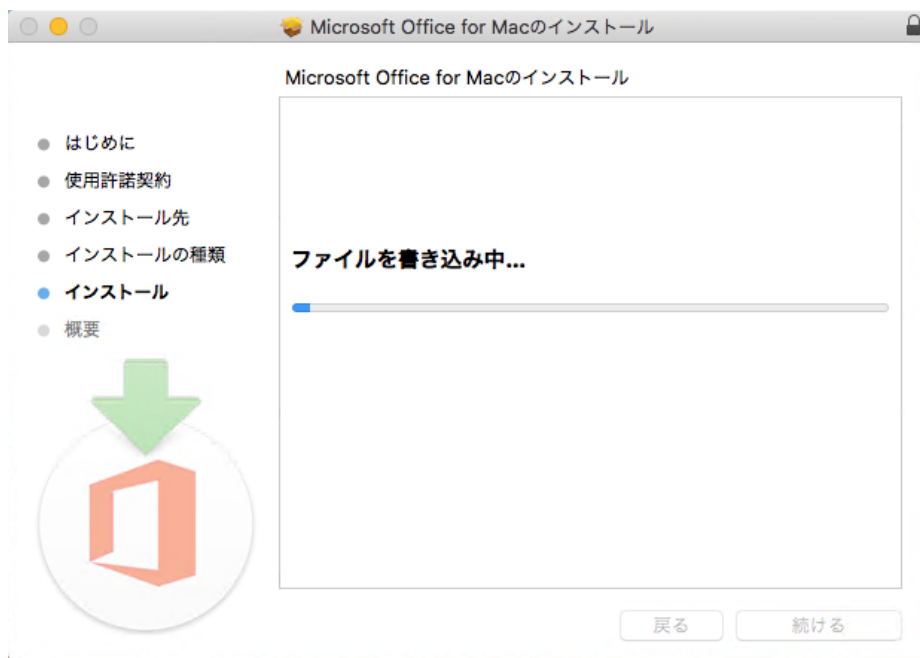 Microsoft Office for Macのインストール
Microsoft Office for Macのインストール
はじめに
使用許諾契約
インストール先
インストールの種類
インストール
概要
ファイルを書き込み中...
戻る
続ける